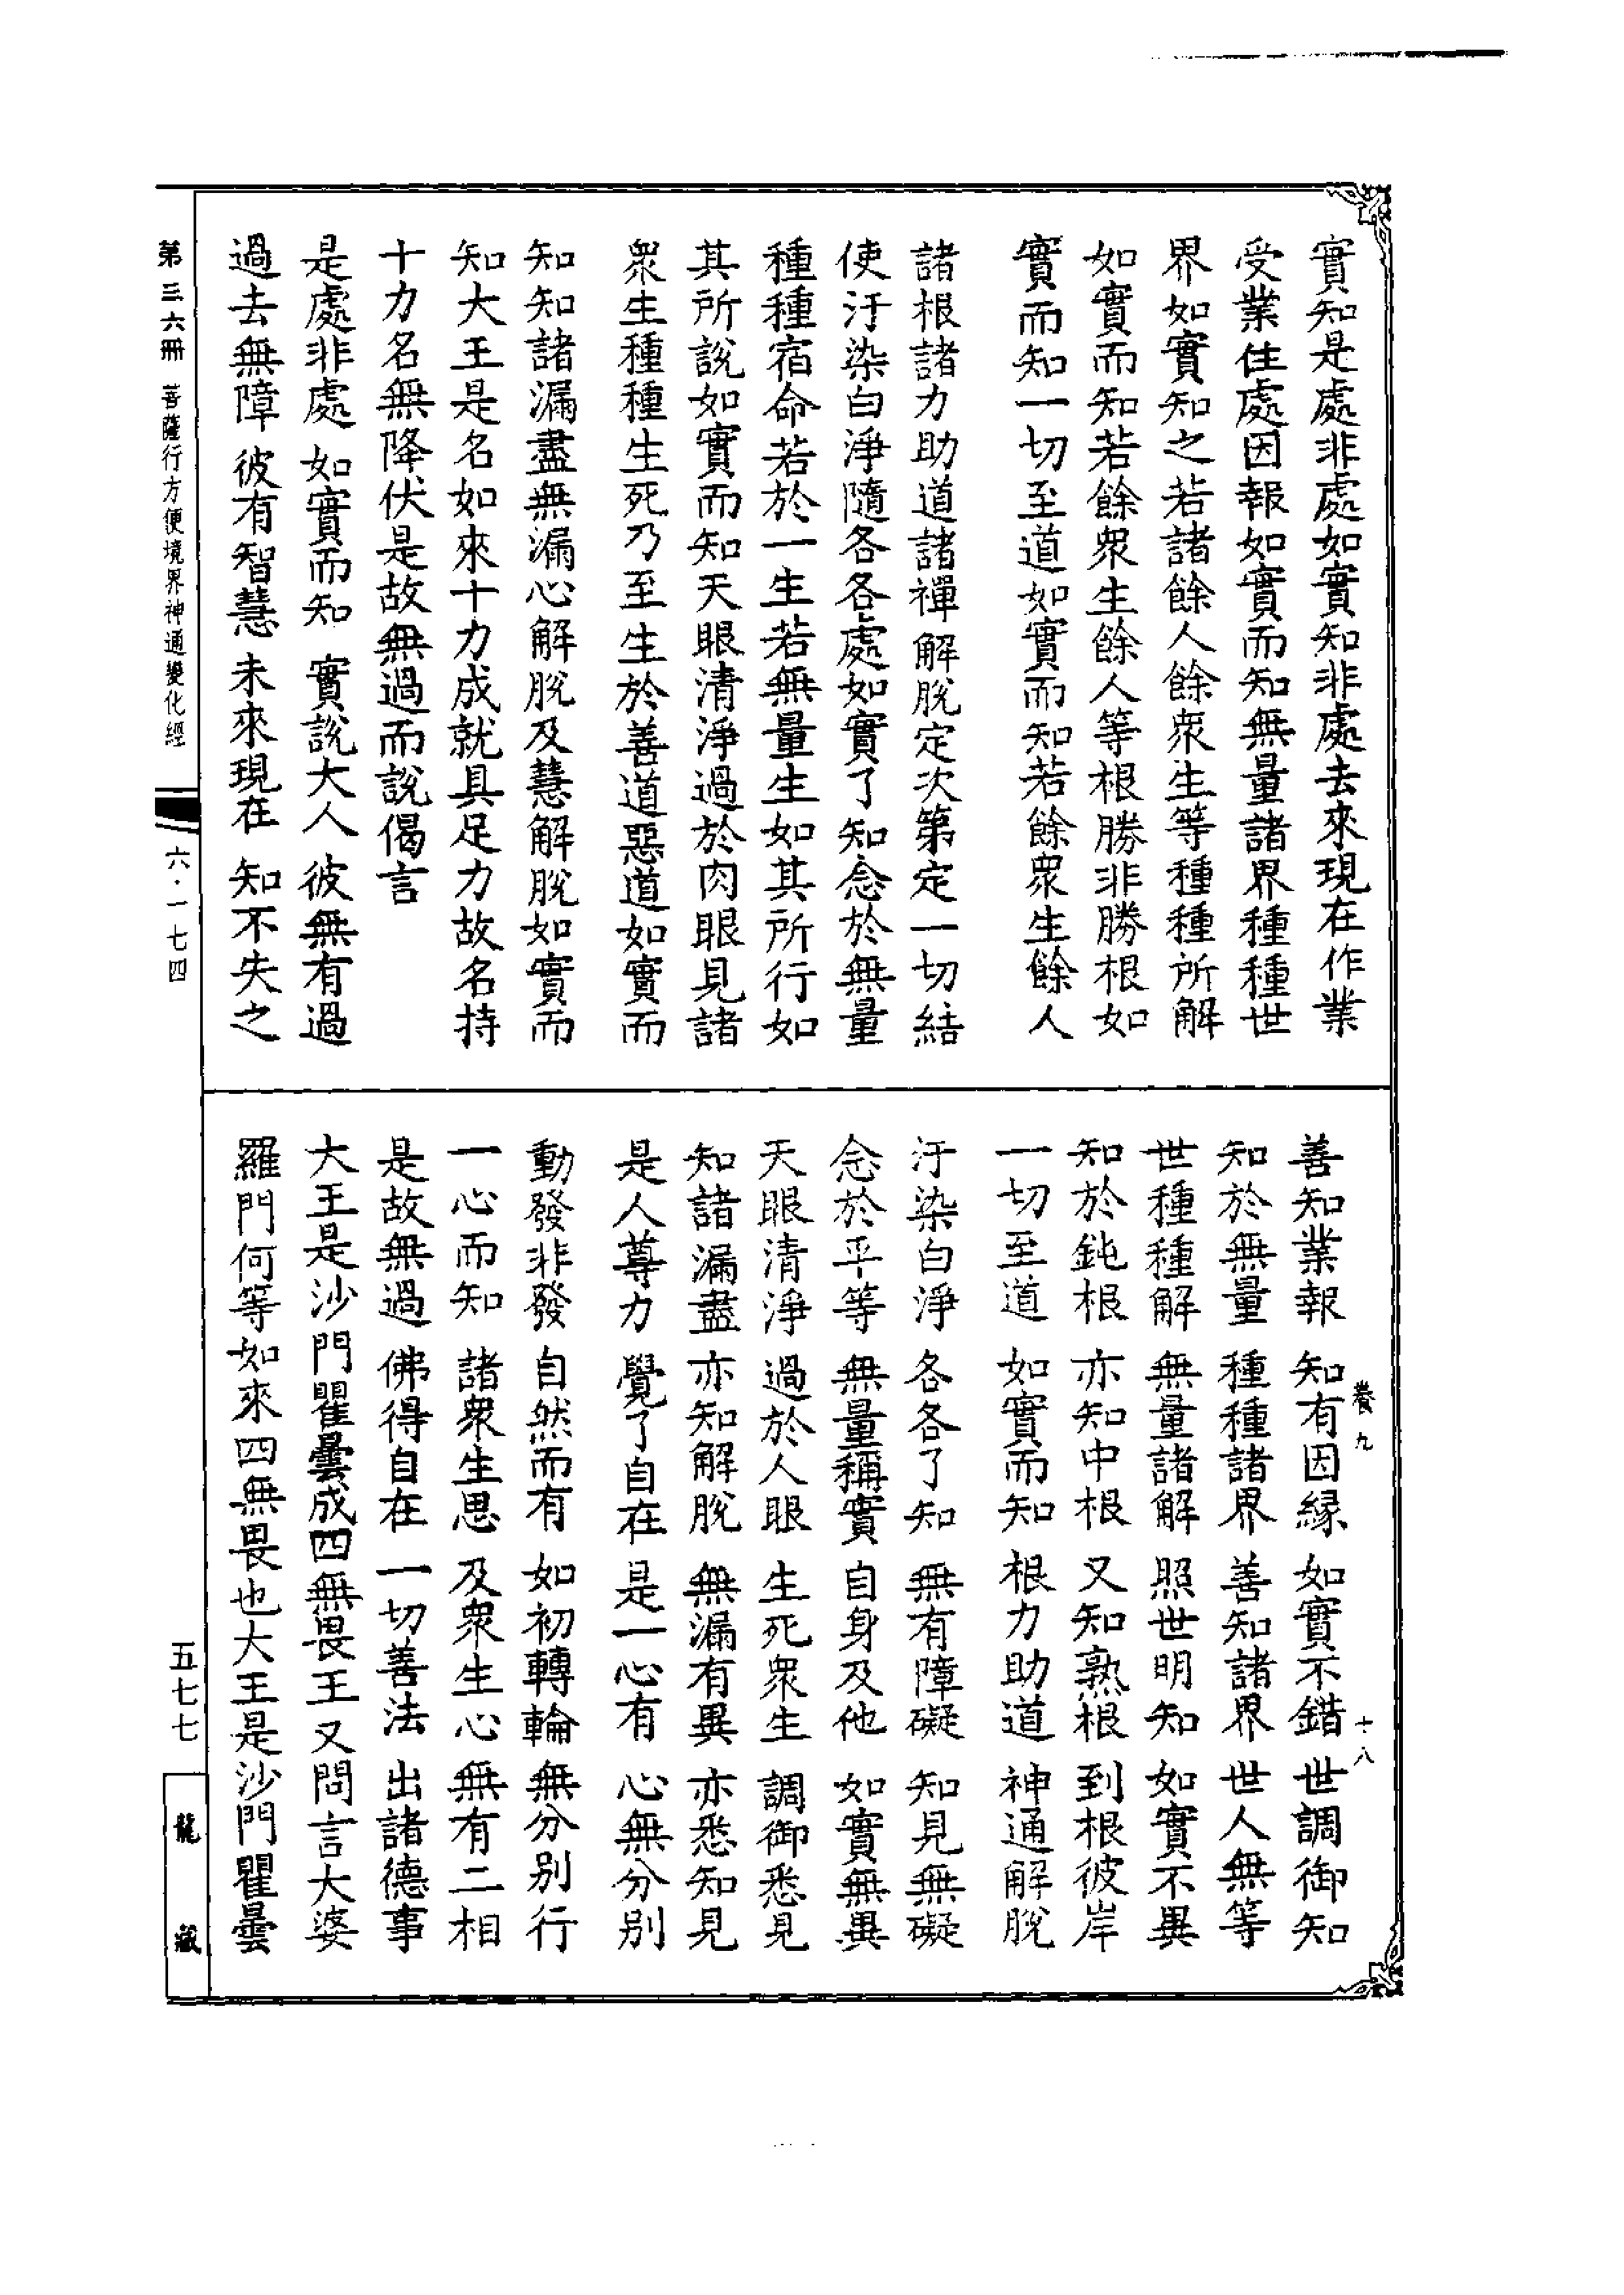 實知是處非處如實知非處去來現在作業
受業住處因報如實而知無量諸界種種世
界如實知之若諸餘人餘衆生等種種所解
如實而知若餘衆生餘人等根勝非勝根如
實而知一切至道如實而知若餘衆生餘人
諸根諸力助道諸禪解脫定次第定一切結
使汙染白淨隨各各處如實了知念於無量
種種宿命若於一生若無量生如其所行如
其所說如實而知天眼清淨過於肉眼見諸
衆生種種生死乃至生於善道惡道如實而
知知諸漏盡無漏心解脫及慧解脫如實而
知大王是名如來十力成就具足力故名持
十力名無降伏是故無過而說偈言
是處非處 如實而知 實說大人 彼無有過
過去無障 彼有智慧 未來現在 知不失之
第三六冊 菩薩行方便境界神通變化經
六·一七四
卷九
十八
善知業報 知有因緣 如實不錯 世調御知
知於無量 種種諸界 善知諸界 世人無等
世種種解 無量諸解 照世明知 如實不異
知於鈍根 亦知中根 又知熟根 到根彼岸
一切至道 如實而知 根力助道 神通解脫
汙染白淨 各各了知 無有障礙 知見無礙
念於平等 無量稱實 自身及他 如實無異
天眼清淨 過於人眼 生死衆生 調御悉見
知諸漏盡 亦知解脫 無漏有異 亦悉知見
是人尊力 覺了自在 是一心有 心無分別
動發非發 自然而有 如初轉輪 無分別行
一心而知 諸衆生思 及衆生心 無有二相
是故無過 佛得自在 一切善法 出諸德事
大王是沙門瞿曇成四無畏王又問言大婆
羅門何等如來四無畏也大王是沙門瞿曇
五七七
龍藏